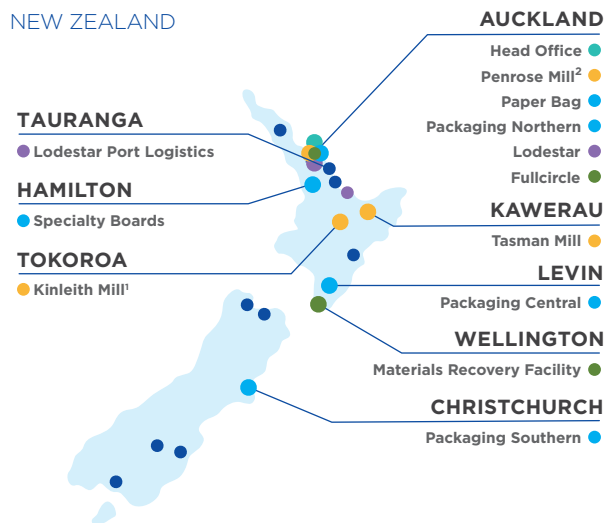 NEW ZEALAND
TAURANGA
Lodestar Port Logistics
HAMILTON
Specialty Boards
TOKOROA
Kinleith Mill¹
AUCKLAND
Head Office
Penrose Mill²
Paper Bag
Packaging Northern
Lodestar
Fullcircle
KAWERAU
Tasman Mill
LEVIN
Packaging Central
WELLINGTON
Materials Recovery Facility
CHRISTCHURCH
Packaging Southern